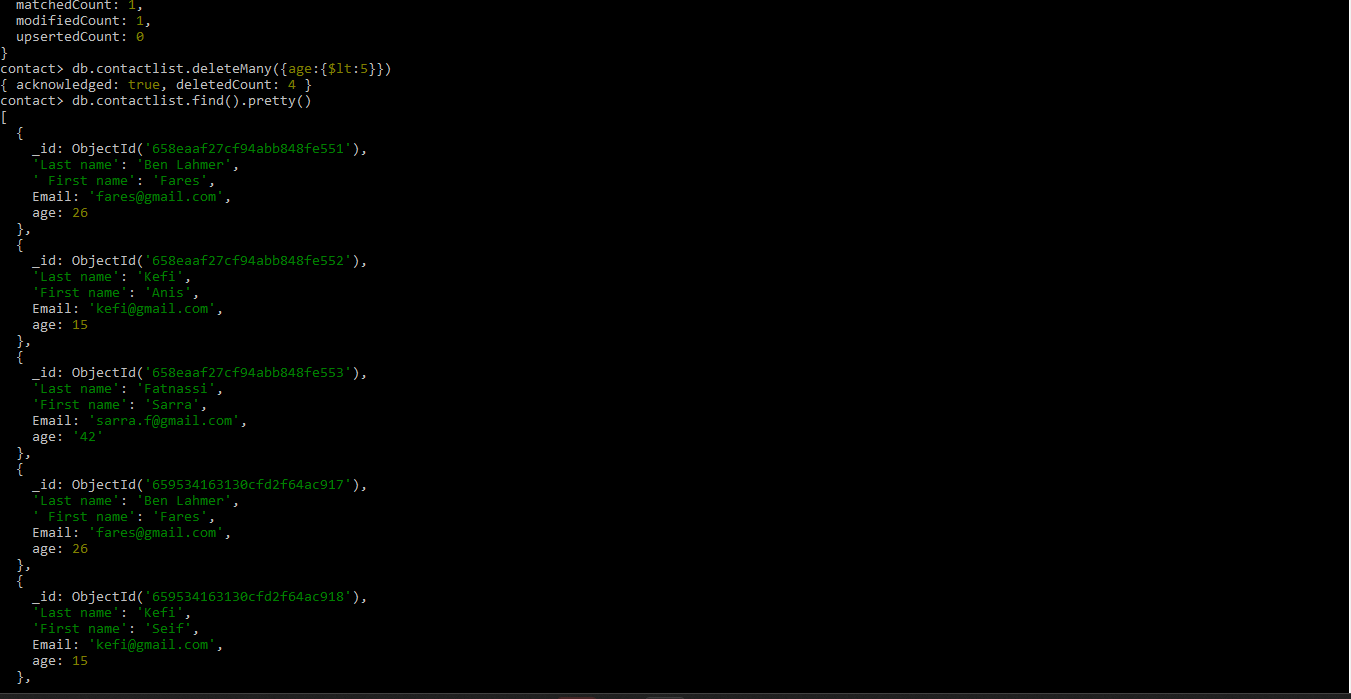 matchedCount: 1,
  modifiedCount: 1,
  upsertedCount: 0
}
contact> db.contactlist.deleteMany({age:{$lt:5}})
{ acknowledged: true, deletedCount: 4 }
contact> db.contactlist.find().pretty()
[
  {
    _id: ObjectId('658eaaf27cf94abb848fe551'),
    'Last name': 'Ben Lahmer',
    ' First name': 'Fares',
    Email: 'fares@gmail.com',
    age: 26
  },
  {
    _id: ObjectId('658eaaf27cf94abb848fe552'),
    'Last name': 'Kefi',
    'First name': 'Anis',
    Email: 'kefi@gmail.com',
    age: 15
  },
  {
    _id: ObjectId('658eaaf27cf94abb848fe553'),
    'Last name': 'Fatnassi',
    'First name': 'Sarra',
    Email: 'sarra.f@gmail.com',
    age: '42'
  },
  {
    _id: ObjectId('659534163130cfd2f64ac917'),
    'Last name': 'Ben Lahmer',
    ' First name': 'Fares',
    Email: 'fares@gmail.com',
    age: 26
  },
  {
    _id: ObjectId('659534163130cfd2f64ac918'),
    'Last name': 'Kefi',
    'First name': 'Seif',
    Email: 'kefi@gmail.com',
    age: 15
  },